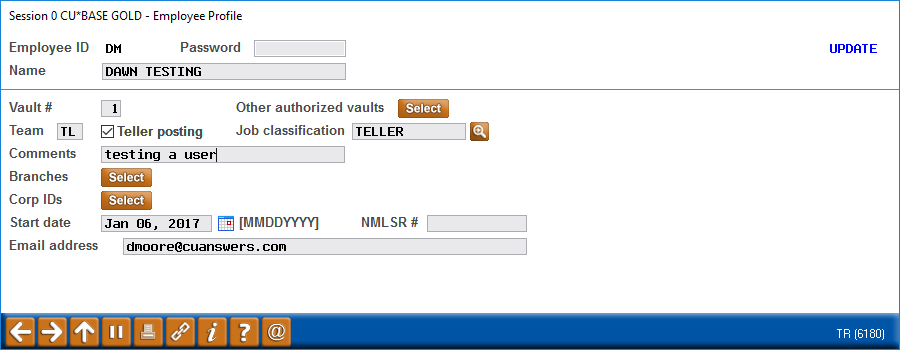 Session 0 CU*BASE GOLD - Employee Profile
Employee ID DM Password UPDATE
Name DAWN TESTING
Vault # 1 Other authorized vaults Select
Team TL Teller posting Job classification TELLER
Comments testing a user
Branches Select
Corp IDs Select
Start date Jan 06, 2017 [MMDDYYYY] NMLSR #
Email address dmoore@cuanswers.com
i ? @ TR (6180)